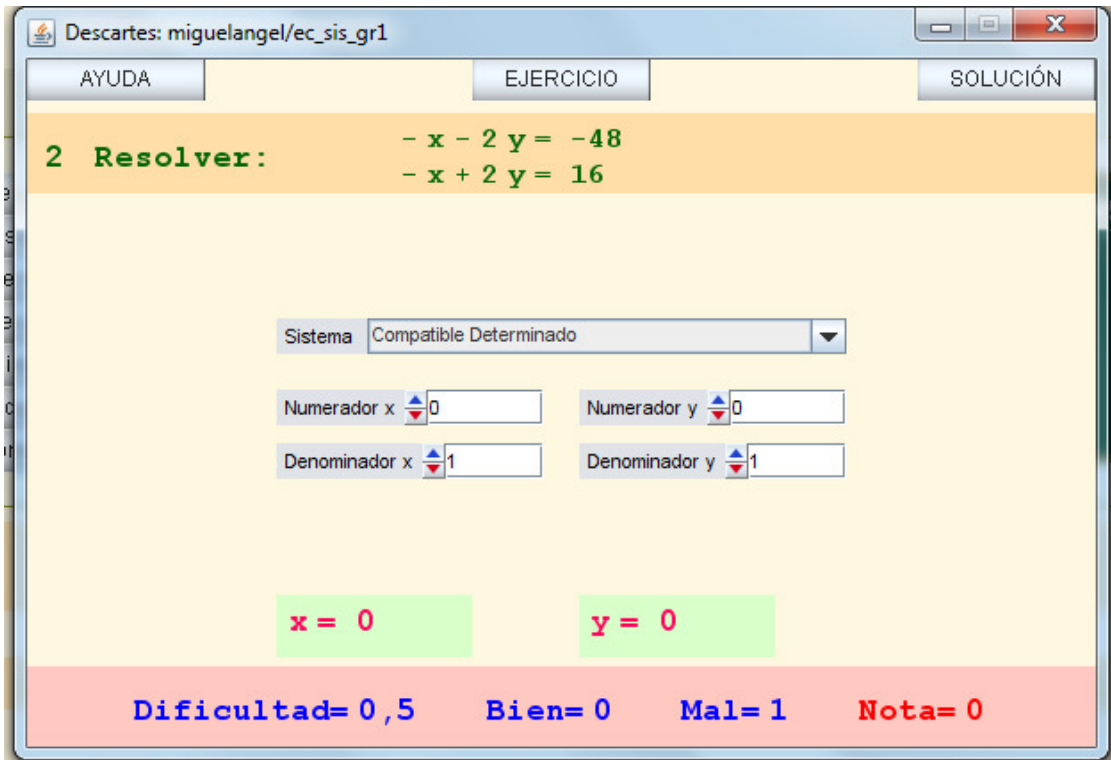 Descartes: miguelangel/ec_sis_gr1
AYUDA EJERCICIO SOLUCIÓN
2 Resolver:
- x - 2 y = -48
- x + 2 y = 16
Sistema Compatible Determinado
Numerador x 0 Numerador y 0
Denominador x 1 Denominador y 1
x = 0 y = 0
Dificultad= 0,5 Bien= 0 Mal= 1 Nota= 0